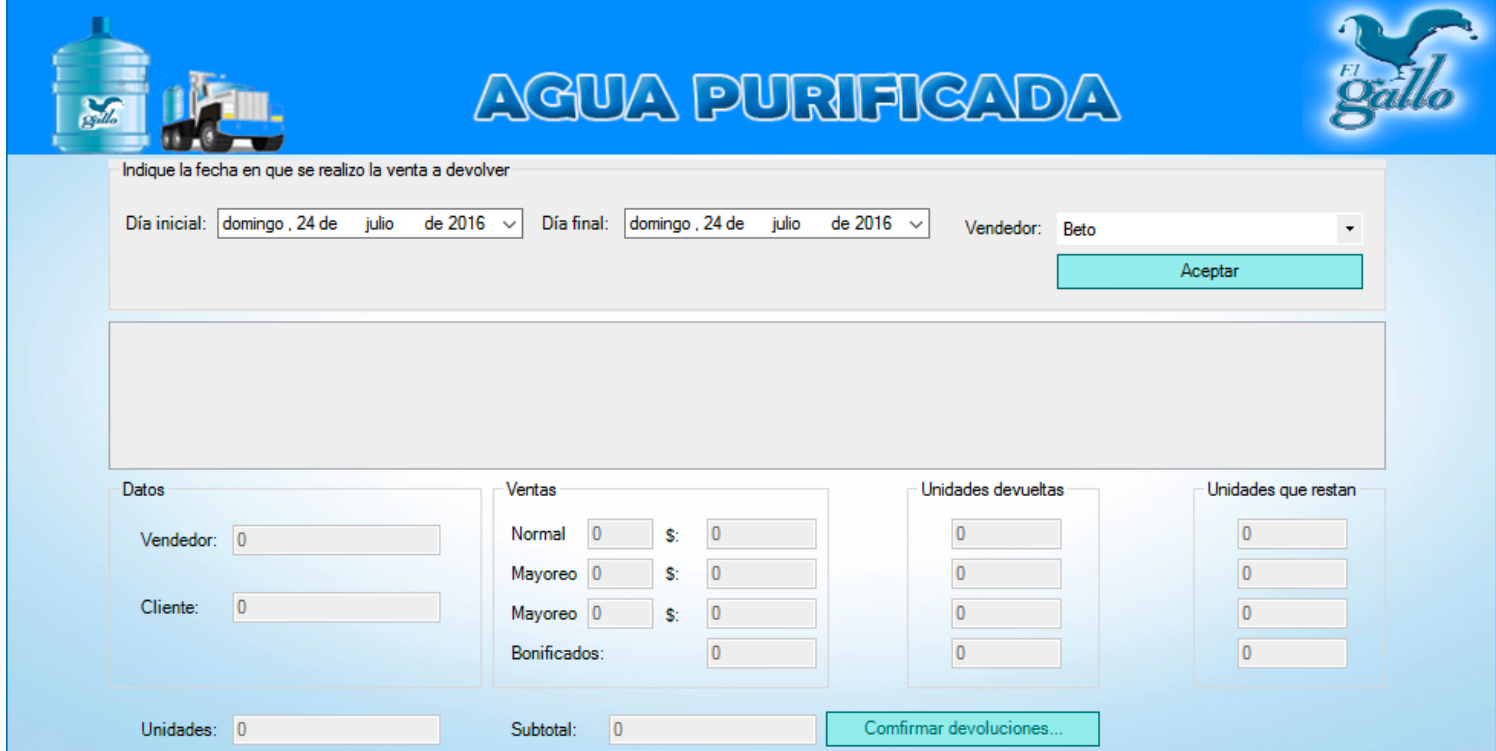 gallo
AGUA PURIFICADA
El
gallo
Indique la fecha en que se realizo la venta a devolver
Día inicial: domingo , 24 de julio de 2016 Día final: domingo , 24 de julio de 2016 Vendedor: Beto
Aceptar
Datos Ventas Unidades devueltas Unidades que restan
Vendedor: 0 Normal 0 $: 0 0 0
Mayoreo 0 $: 0 0 0
Cliente: 0 Mayoreo 0 $: 0 0 0
Bonificados: 0 0 0
Unidades: 0 Subtotal: 0 Comfirmar devoluciones...